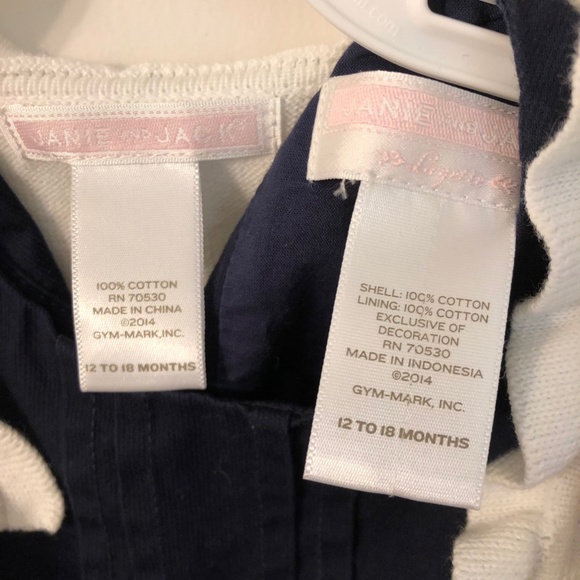 JANIE AND JACK
100% COTTON
RN 70530
MADE IN CHINA
©2014
GYM-MARK, INC.
12 TO 18 MONTHS
JANIE AND JA
SHELL: 100% COTTON
LINING: 100% COTTON
EXCLUSIVE OF
DECORATION
RN 70530
MADE IN INDONESIA
©2014
GYM-MARK, INC.
12 TO 18 MONTHS